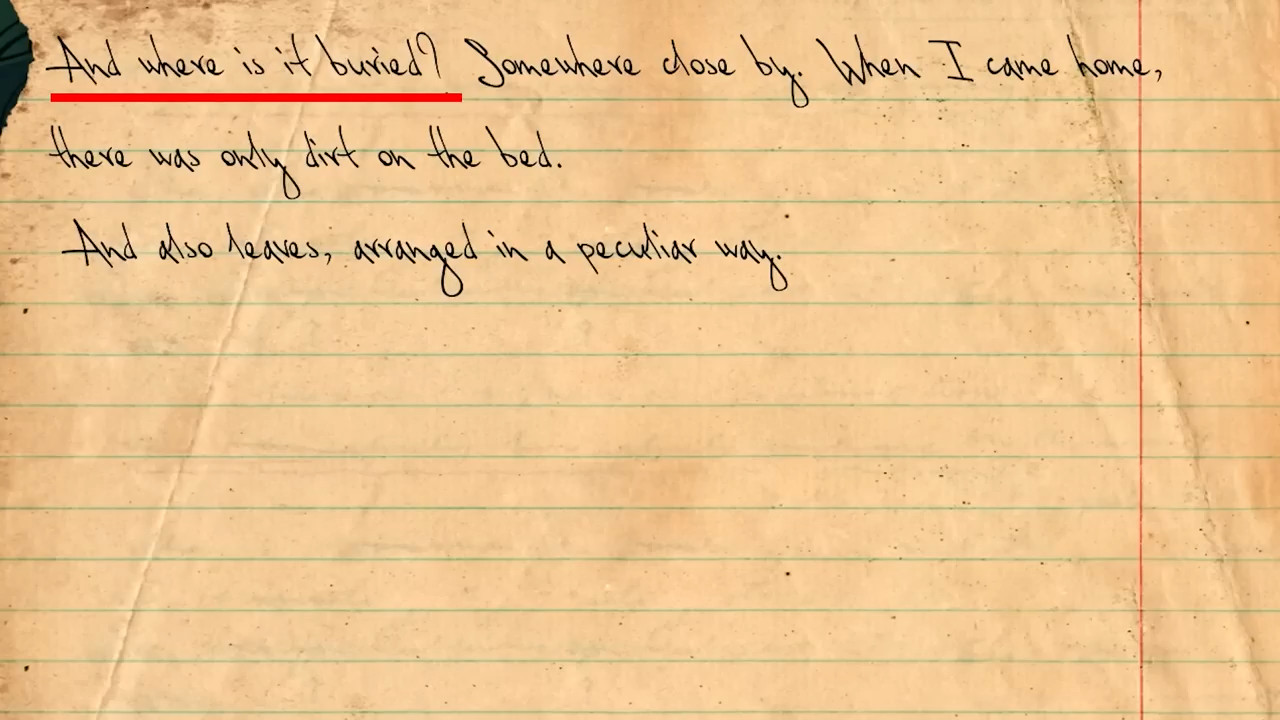 And where is it buried? Somewhere close by. When I came home,
there was only dirt on the bed.
And also leaves, arranged in a peculiar way.